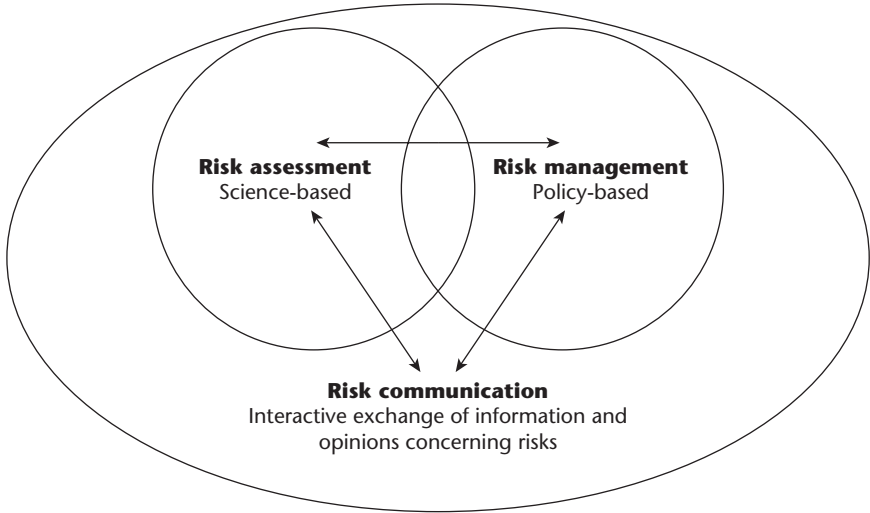 Risk assessment
Science-based
Risk management
Policy-based
Risk communication
Interactive exchange of information and
opinions concerning risks